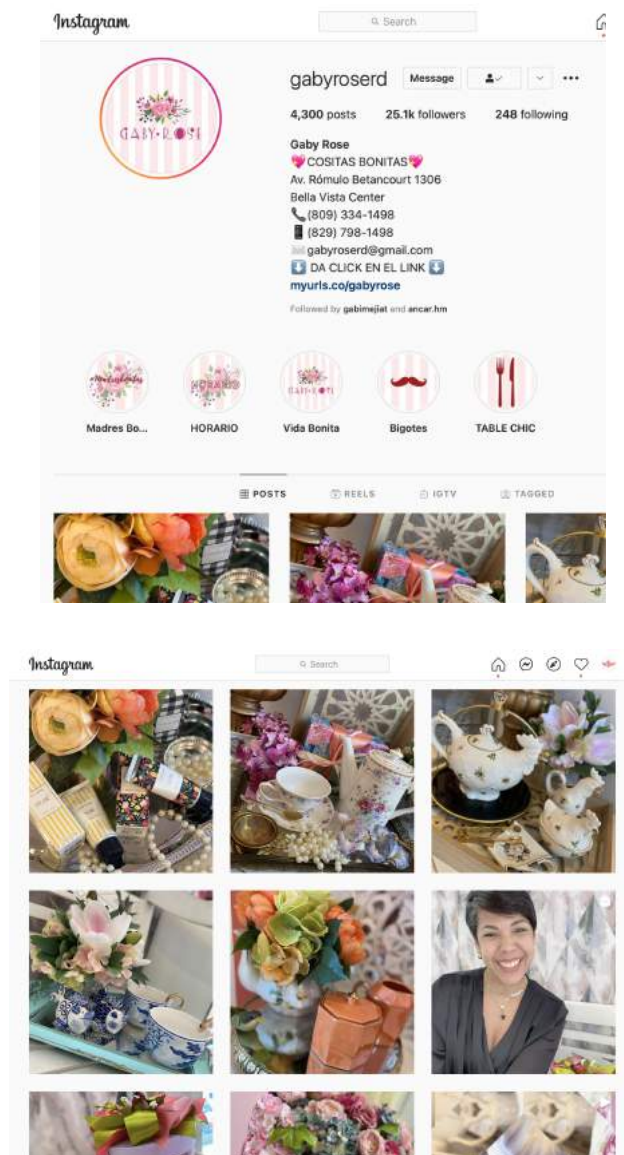 Instagram
Search
gabyroserd Message
4,300 posts 25.1k followers 248 following
GABY·ROSE
Gaby Rose
💖COSITAS BONITAS💖
Av. Rómulo Betancourt 1306
Bella Vista Center
📞(809) 334-1498
📱(829) 798-1498
✉️gabyroserd@gmail.com
⬇️ DA CLICK EN EL LINK ⬇️
myurls.co/gabyrose
Followed by gabimejiat and ancar.hm
HORARIO
GABY·ROSE
Madres Bo... HORARIO Vida Bonita Bigotes TABLE CHIC
POSTS REELS IGTV TAGGED
Instagram
Search